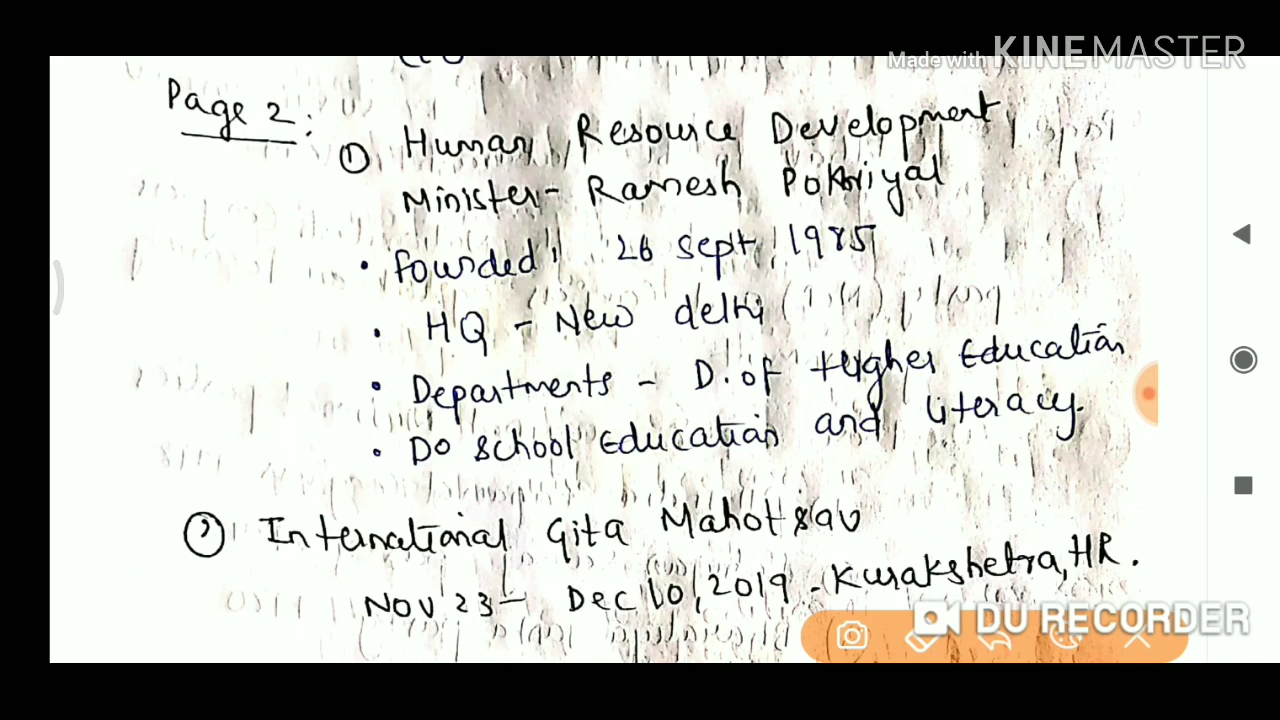 Made with KINEMASTER
Page 2:
① Human Resource Development
Minister- Ramesh Pokhriyal
• founded: 26 sept, 1985
• HQ - New delhi
• Departments - D. of Higher Education
• Do School Education and literacy.
② International Gita Mahotsav
Nov 23 - Dec 10, 2019 - Kurakshetra, HR.
DU RECORDER